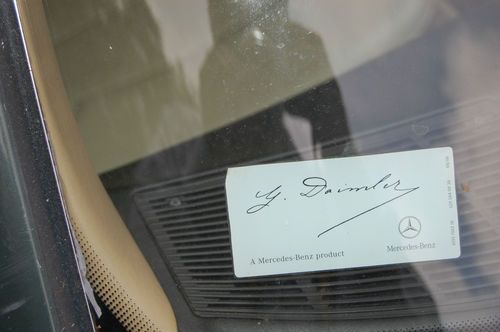 G. Daimler
Mercedes-Benz
A Mercedes-Benz product